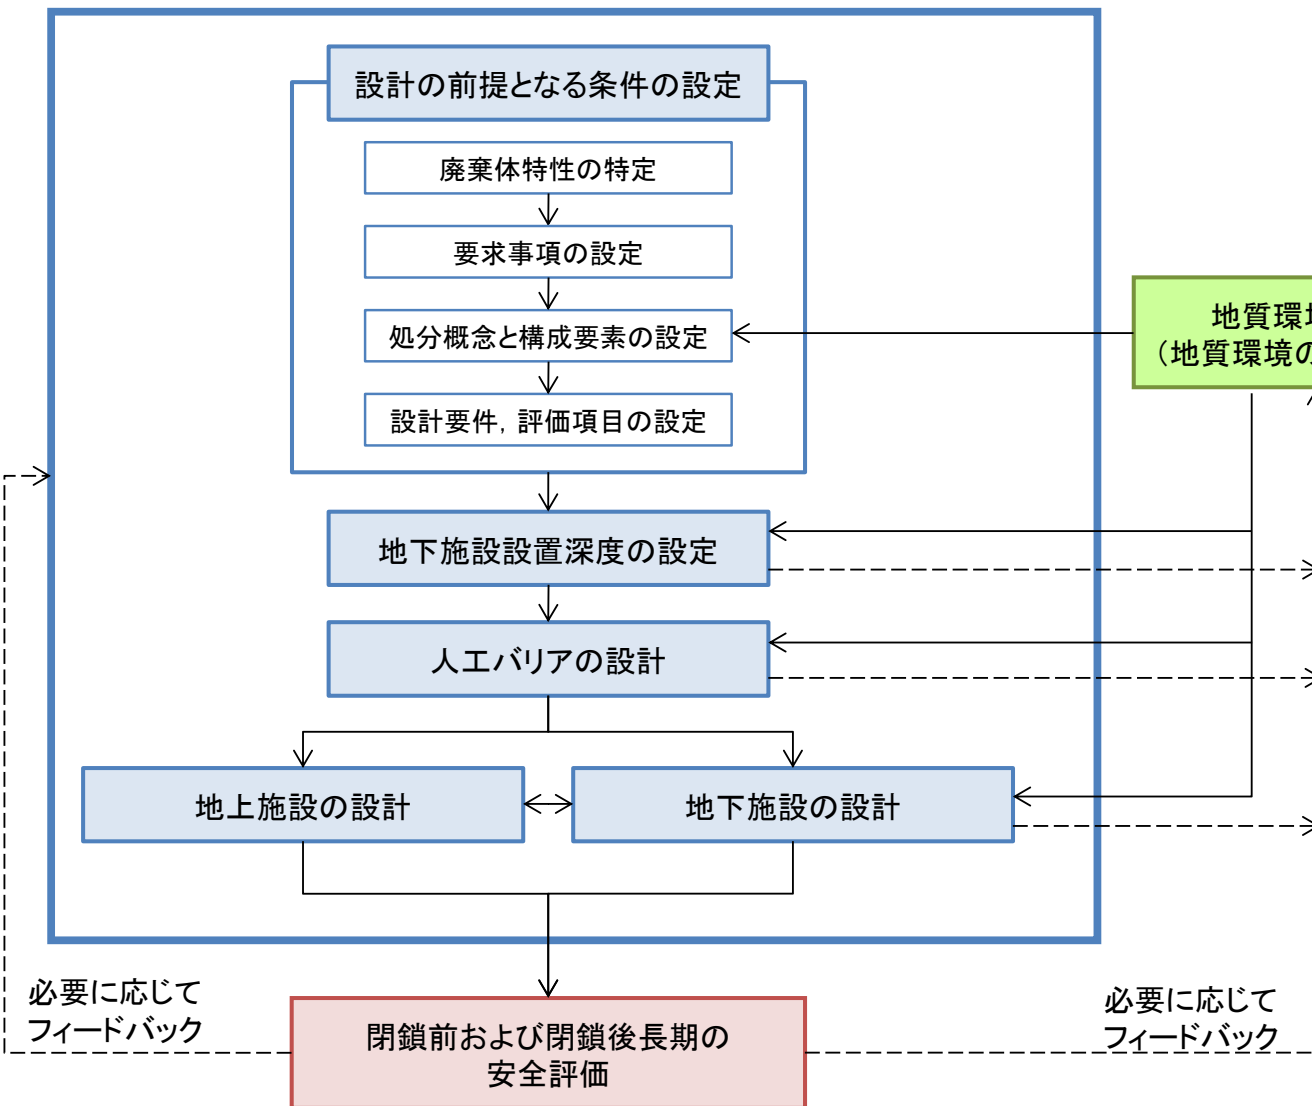 設計の前提となる条件の設定
廃棄体特性の特定
要求事項の設定
処分概念と構成要素の設定
設計要件，評価項目の設定
地質環
（地質環境の
地下施設設置深度の設定
人工バリアの設計
地上施設の設計
地下施設の設計
必要に応じて
フィードバック
閉鎖前および閉鎖後長期の
安全評価
必要に応じて
フィードバック